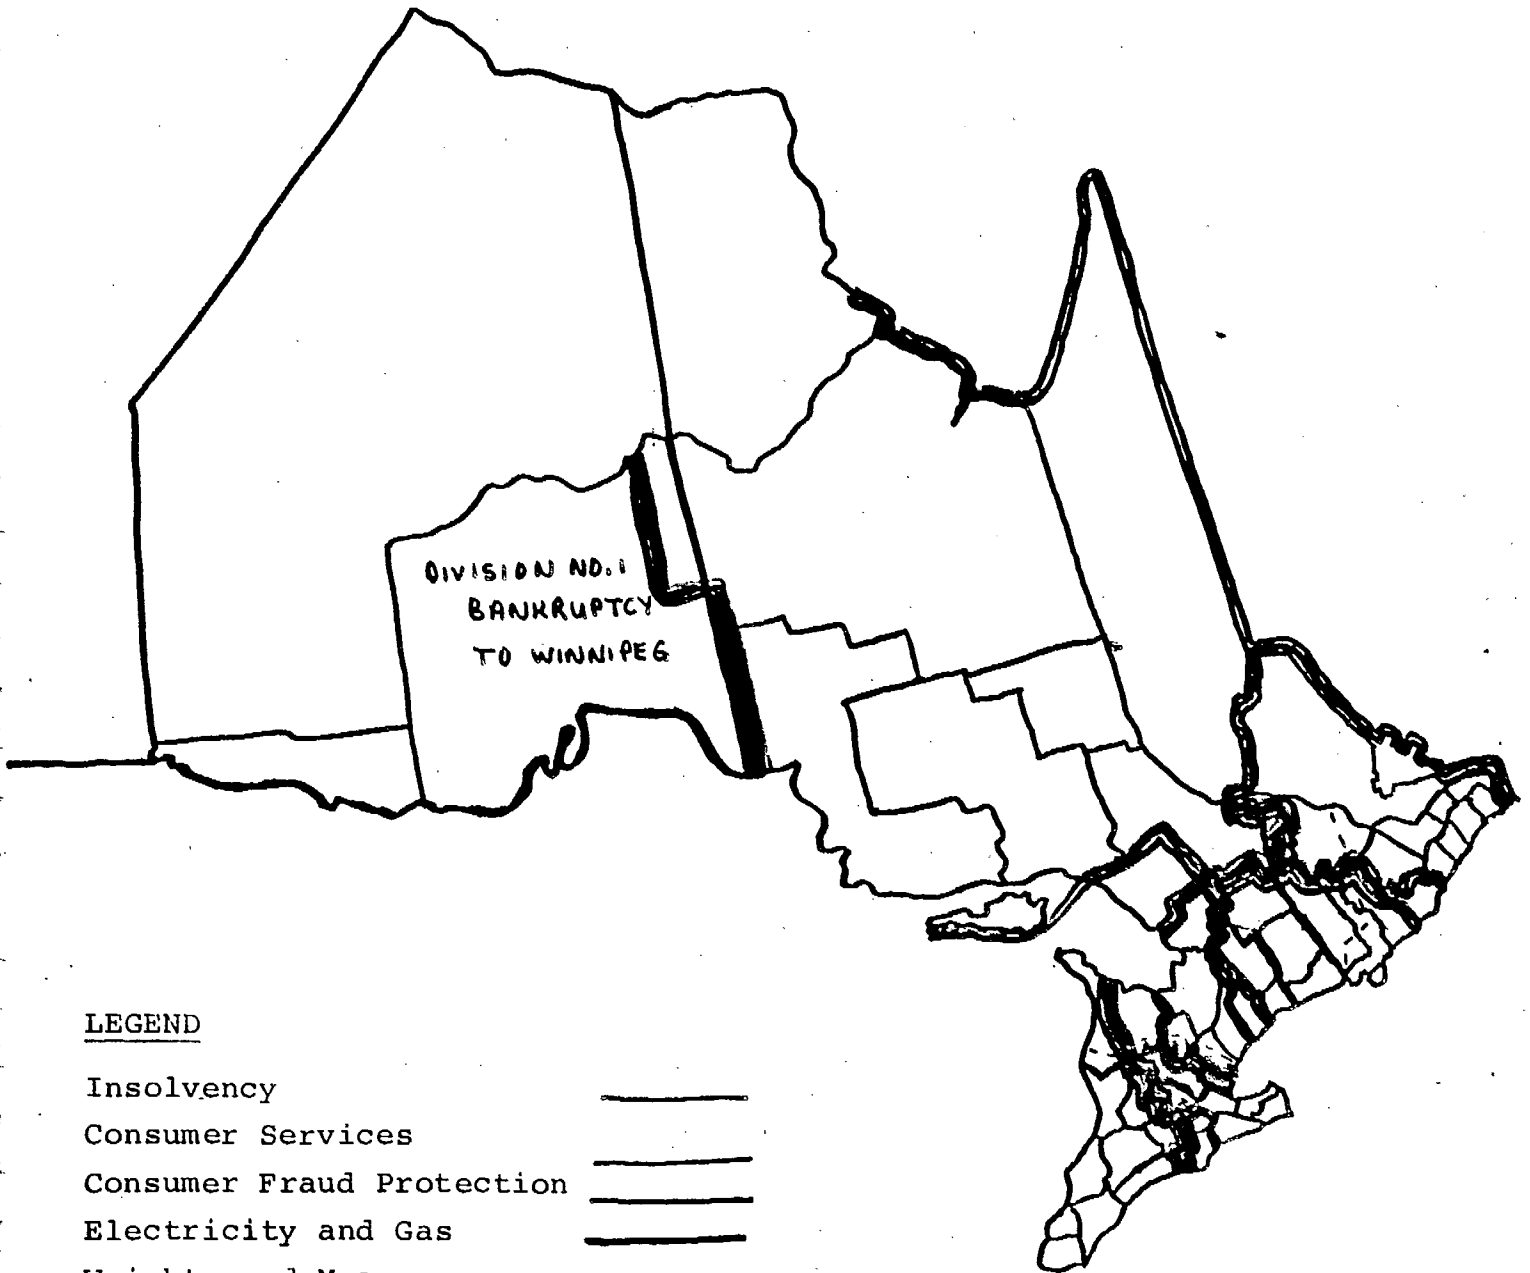 DIVISION NO. 1
BANKRUPTCY
TO WINNIPEG
LEGEND
Insolvency
Consumer Services
Consumer Fraud Protection
Electricity and Gas